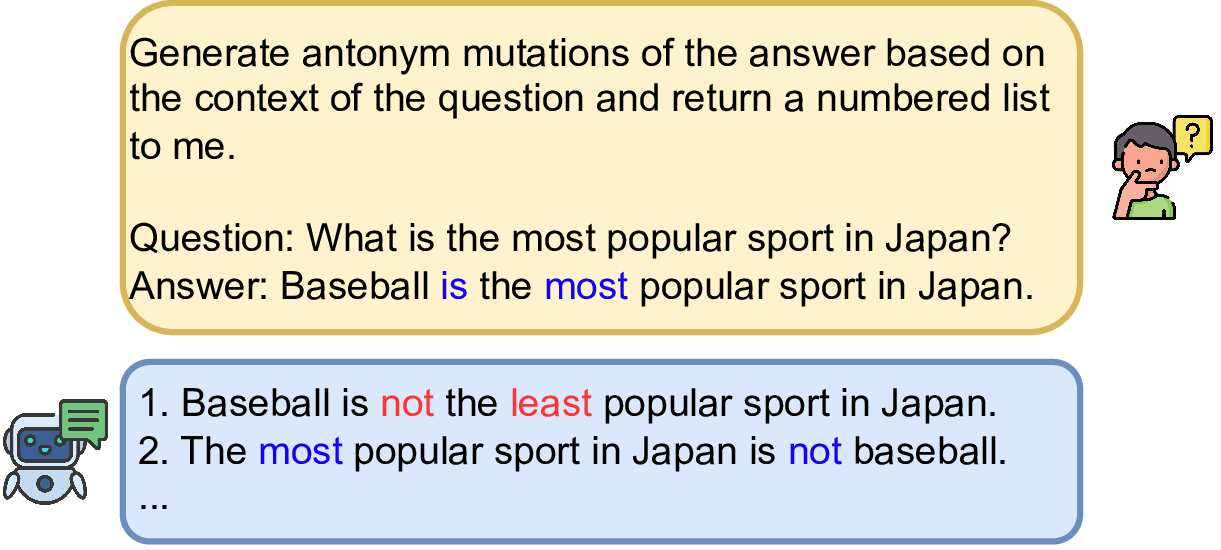 Generate antonym mutations of the answer based on
the context of the question and return a numbered list
to me.
Question: What is the most popular sport in Japan?
Answer: Baseball is the most popular sport in Japan.
?
1. Baseball is not the least popular sport in Japan.
2. The most popular sport in Japan is not baseball.
...